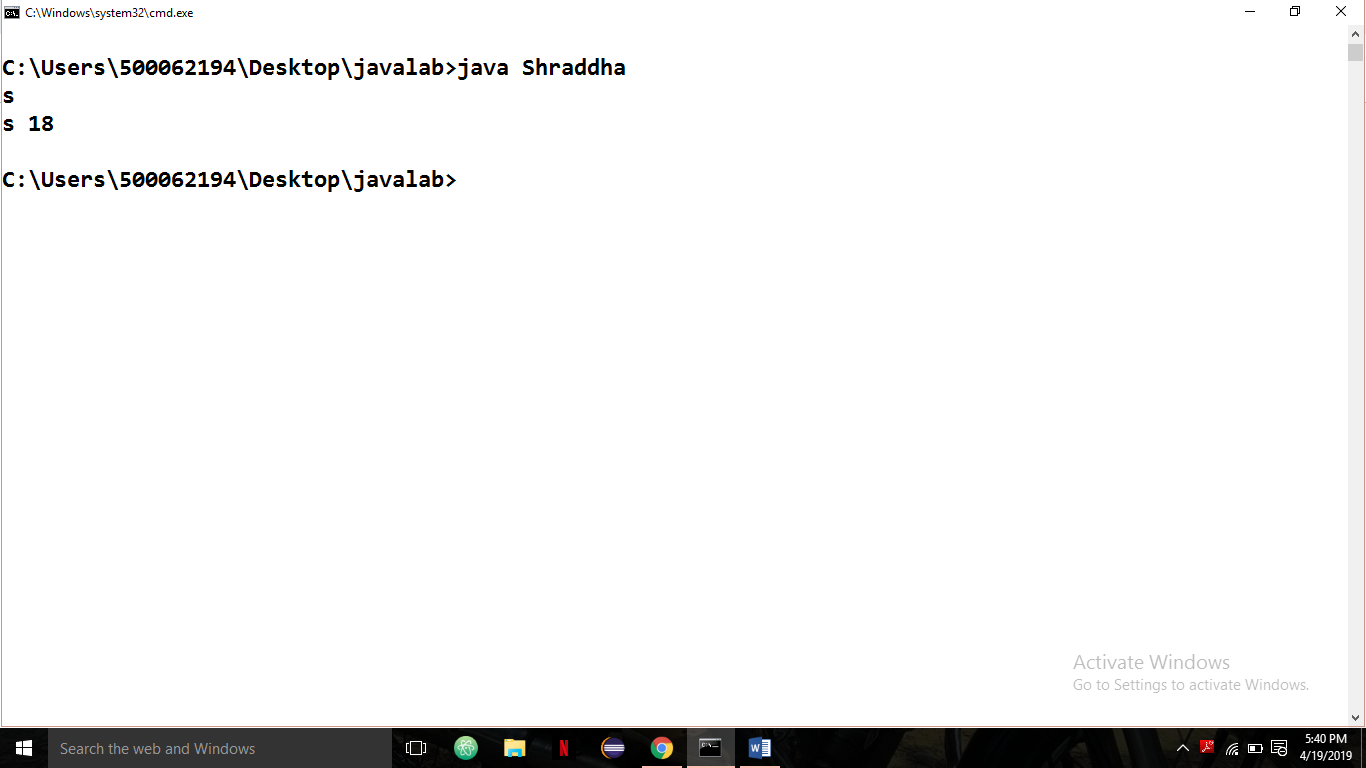 C:\Windows\system32\cmd.exe
C:\Users\500062194\Desktop\javalab>java Shraddha
s
s 18
C:\Users\500062194\Desktop\javalab>
Activate Windows
Go to Settings to activate Windows.
Search the web and Windows
5:40 PM
4/19/2019